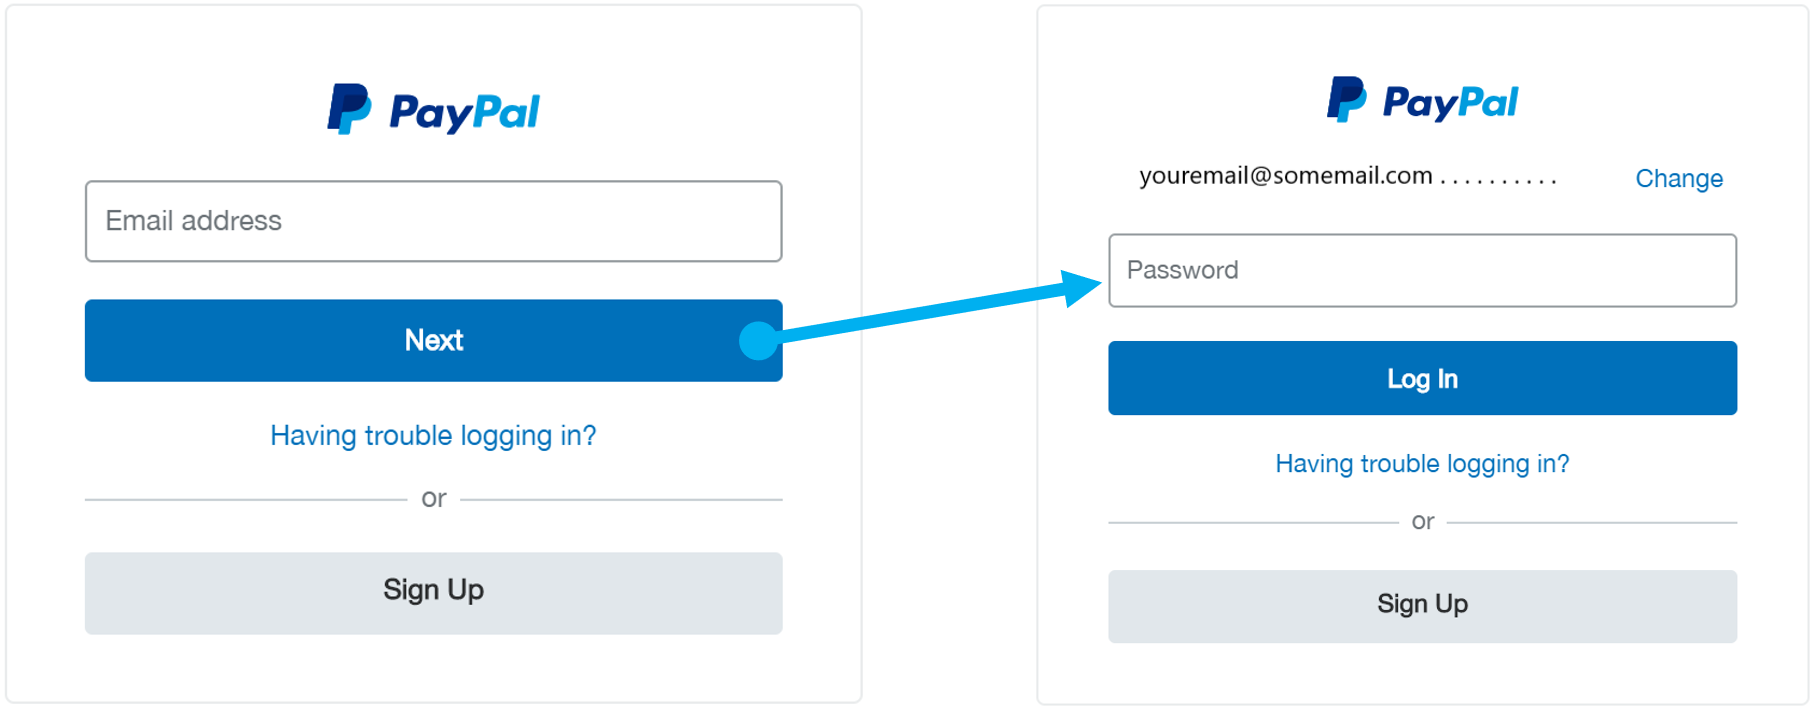 PayPal
Email address
Next
Having trouble logging in?
or
Sign Up
PayPal
youremail@somemail.com . . . . . . . . . . Change
Password
Log In
Having trouble logging in?
or
Sign Up